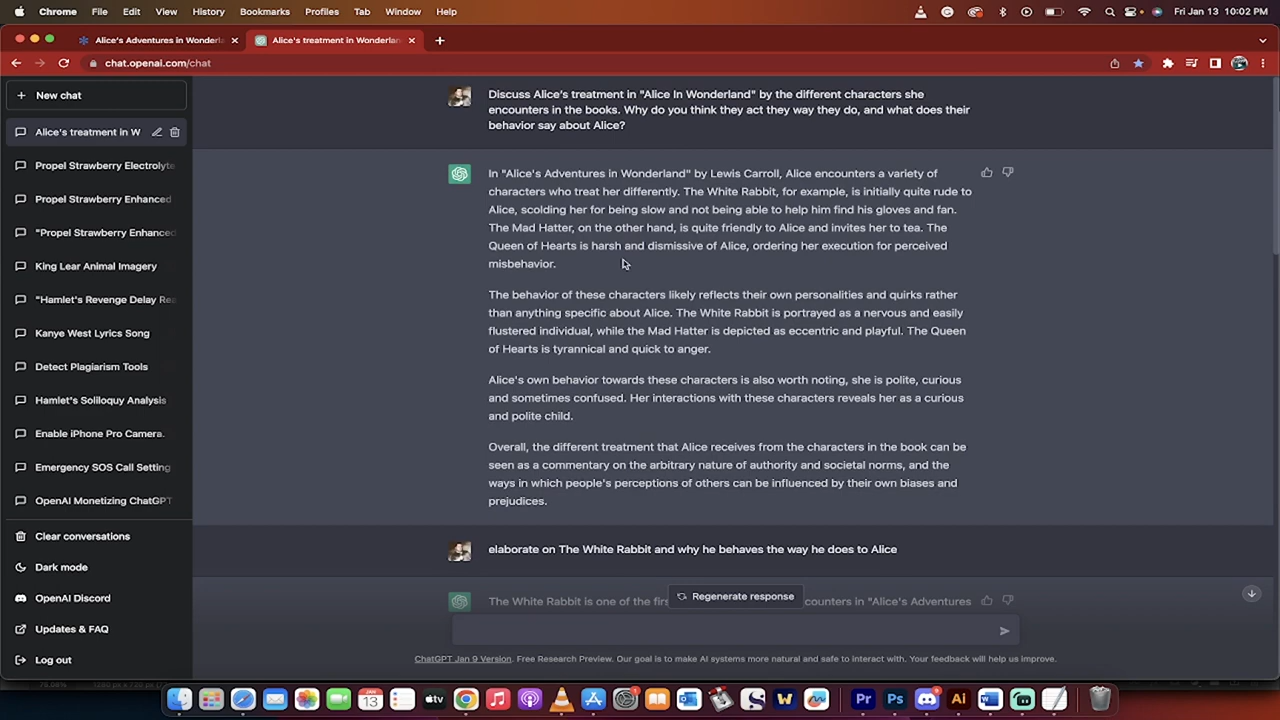 Chrome File Edit View History Bookmarks Profiles Tab Window Help Fri Jan 13 10:02 PM
Alice's Adventures in Wonderla
Alice's treatment in Wonderlan
chat.openai.com/chat
New chat
Alice's treatment in W
Propel Strawberry Electrolyte
Propel Strawberry Enhanced
"Propel Strawberry Enhanced
King Lear Animal Imagery
"Hamlet's Revenge Delay Rea
Kanye West Lyrics Song
Detect Plagiarism Tools
Hamlet's Soliloquy Analysis
Enable iPhone Pro Camera.
Emergency SOS Call Setting
OpenAI Monetizing ChatGPT
Clear conversations
Dark mode
OpenAI Discord
Updates & FAQ
Log out
Discuss Alice's treatment in "Alice In Wonderland" by the different characters she
encounters in the books. Why do you think they act they way they do, and what does their
behavior say about Alice?
In "Alice's Adventures in Wonderland" by Lewis Carroll, Alice encounters a variety of
characters who treat her differently. The White Rabbit, for example, is initially quite rude to
Alice, scolding her for being slow and not being able to help him find his gloves and fan.
The Mad Hatter, on the other hand, is quite friendly to Alice and invites her to tea. The
Queen of Hearts is harsh and dismissive of Alice, ordering her execution for perceived
misbehavior.
The behavior of these characters likely reflects their own personalities and quirks rather
than anything specific about Alice. The White Rabbit is portrayed as a nervous and easily
flustered individual, while the Mad Hatter is depicted as eccentric and playful. The Queen
of Hearts is tyrannical and quick to anger.
Alice's own behavior towards these characters is also worth noting, she is polite, curious
and sometimes confused. Her interactions with these characters reveals her as a curious
and polite child.
Overall, the different treatment that Alice receives from the characters in the book can be
seen as a commentary on the arbitrary nature of authority and societal norms, and the
ways in which people's perceptions of others can be influenced by their own biases and
prejudices.
elaborate on The White Rabbit and why he behaves the way he does to Alice
The White Rabbit is one of the firs
counters in "Alice's Adventures
Regenerate response
ChatGPT Jan 9 Version. Free Research Preview. Our goal is to make AI systems more natural and safe to interact with. Your feedback will help us improve.